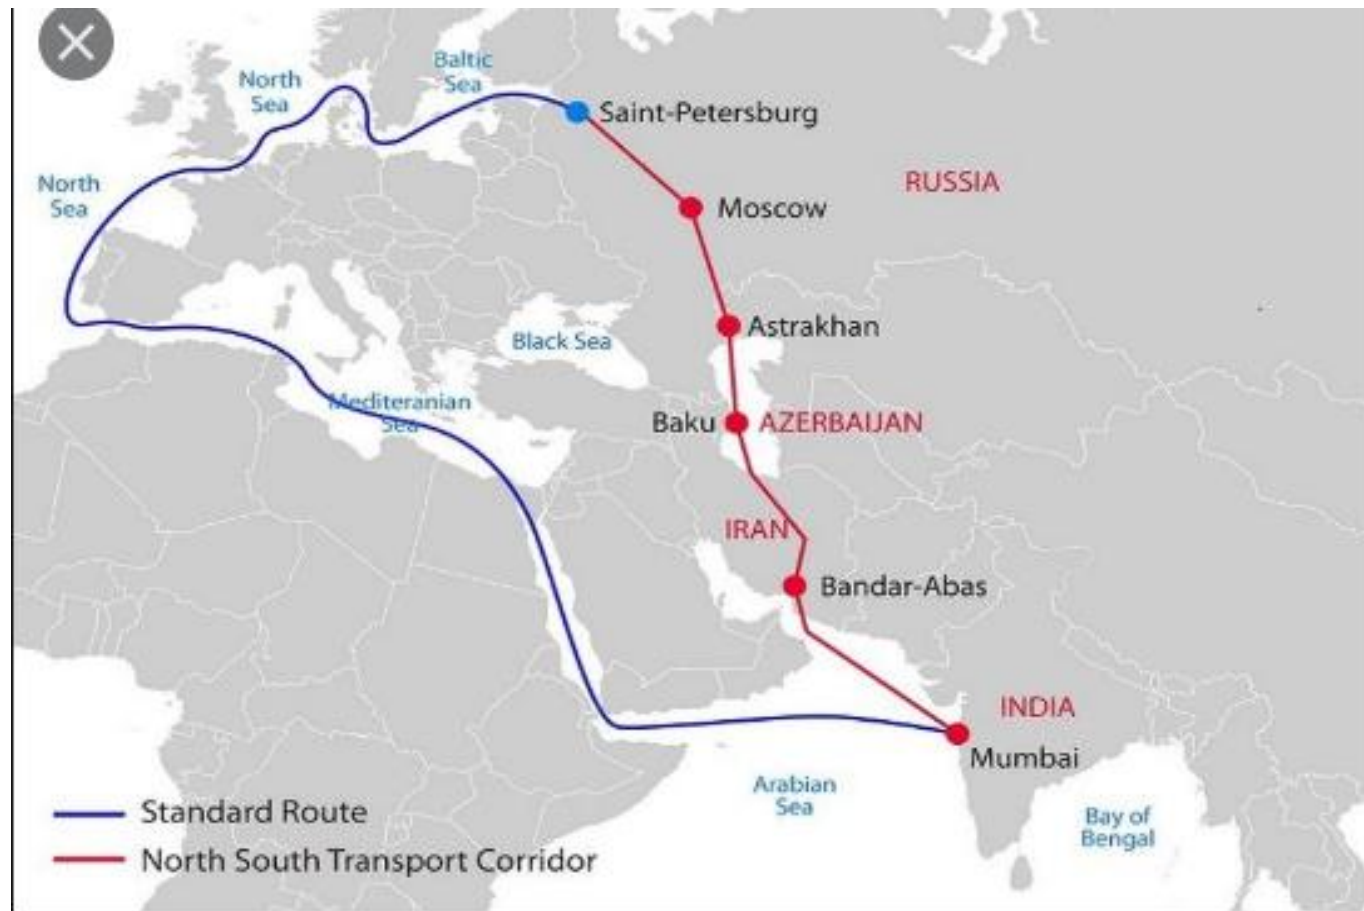 Baltic
Sea
North
Sea
Saint-Petersburg
North
Sea
RUSSIA
Moscow
Astrakhan
Black Sea
Mediteranian
Sea
Baku
AZERBAIJAN
IRAN
Bandar-Abas
INDIA
Mumbai
Arabian
Sea
Bay of
Bengal
Standard Route
North South Transport Corridor